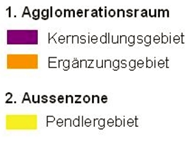 1. Agglomerationsraum
Kernsiedlungsgebiet
Ergänzungsgebiet
2. Aussenzone
Pendlergebiet